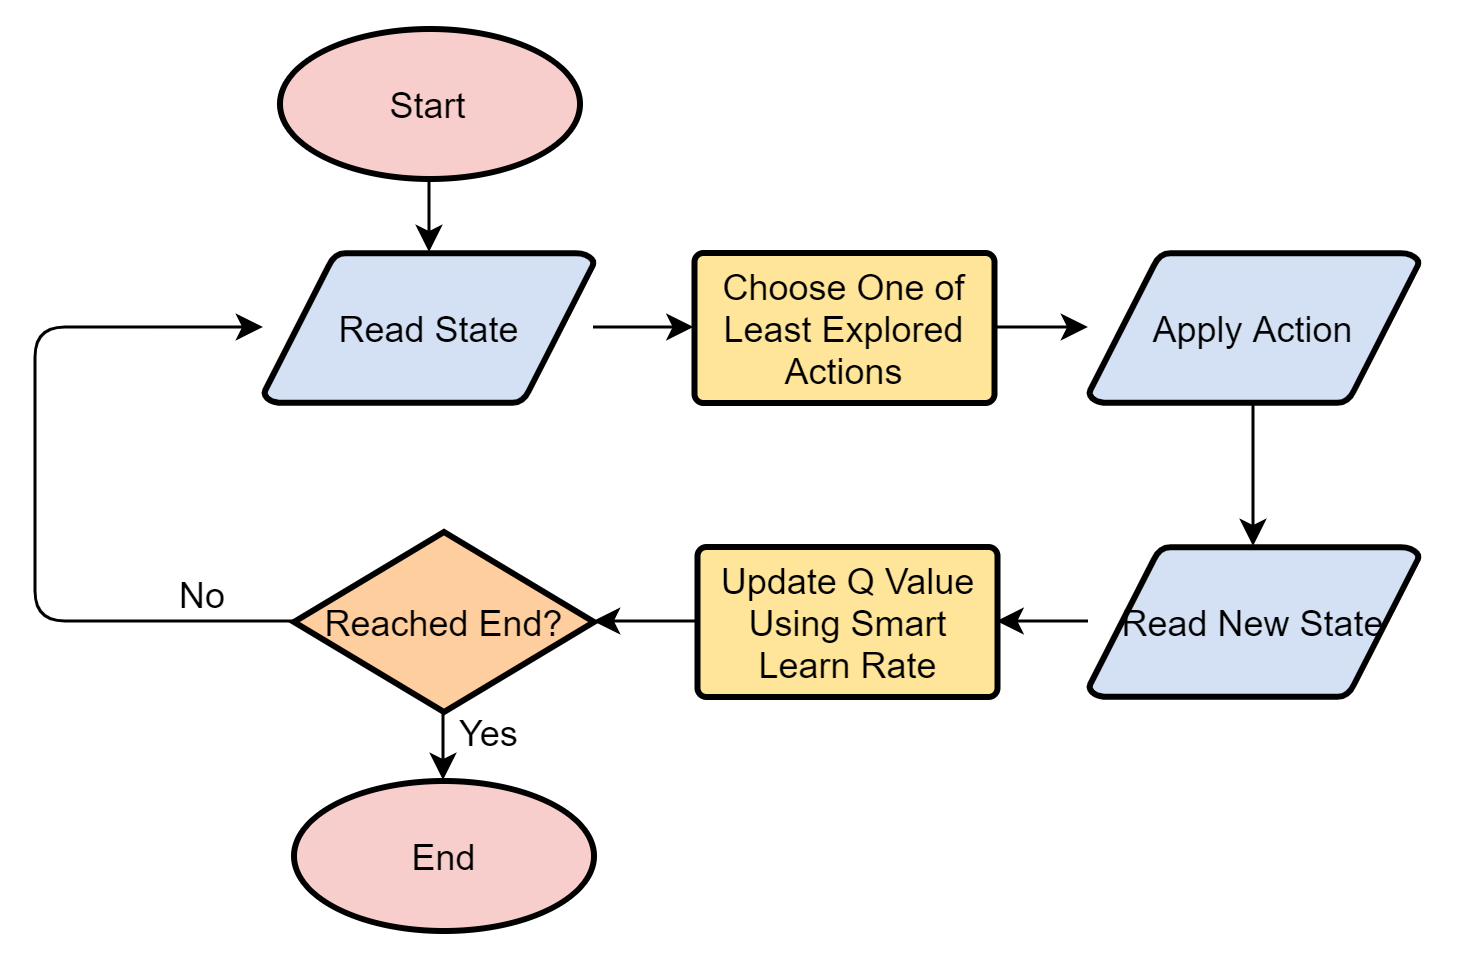 Start
Read State
Choose One of
Least Explored
Actions
Apply Action
Read New State
Update Q Value
Using Smart
Learn Rate
Reached End?
No
Yes
End